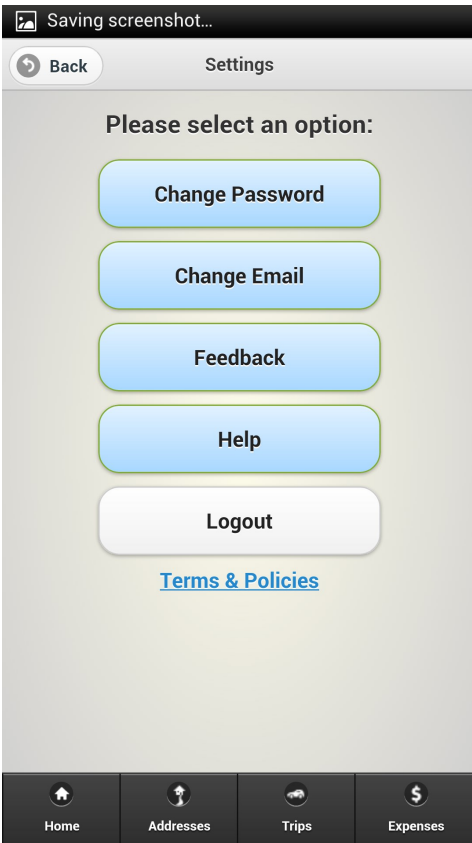 Saving screenshot...
Back
Settings
Please select an option:
Change Password
Change Email
Feedback
Help
Logout
Terms & Policies
Home
Addresses
Trips
Expenses